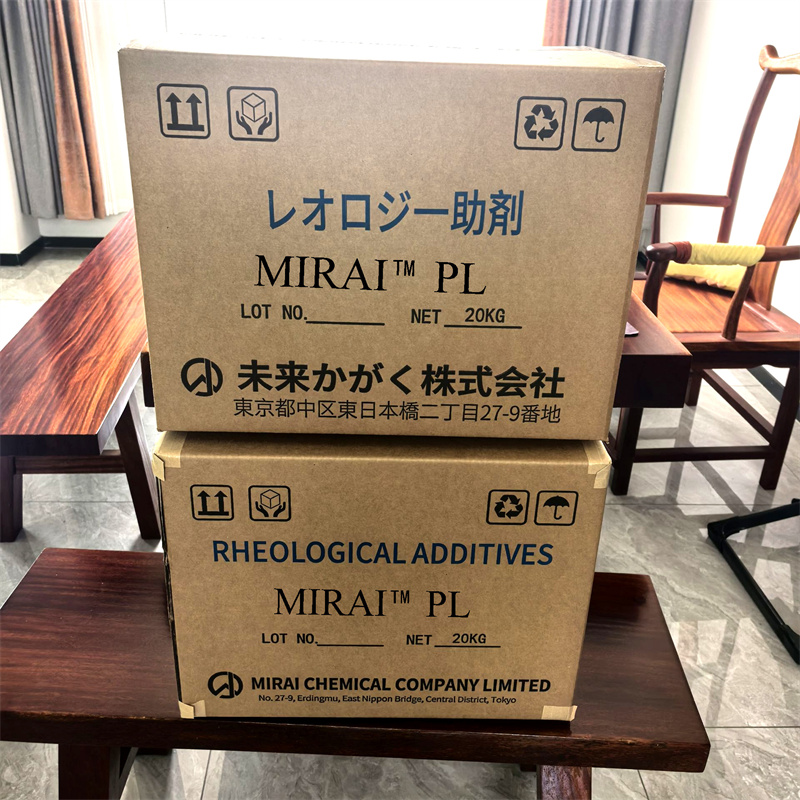 レオロジー助剤
MIRAI™ PL
LOT NO.________ NET 20KG
未来かがく株式会社
東京都中区東日本橋二丁目27-9番地
RHEOLOGICAL ADDITIVES
MIRAI™ PL
LOT NO.________ NET 20KG
MIRAI CHEMICAL COMPANY LIMITED
No. 27-9, Erdingmu, East Nippon Bridge, Central District, Tokyo